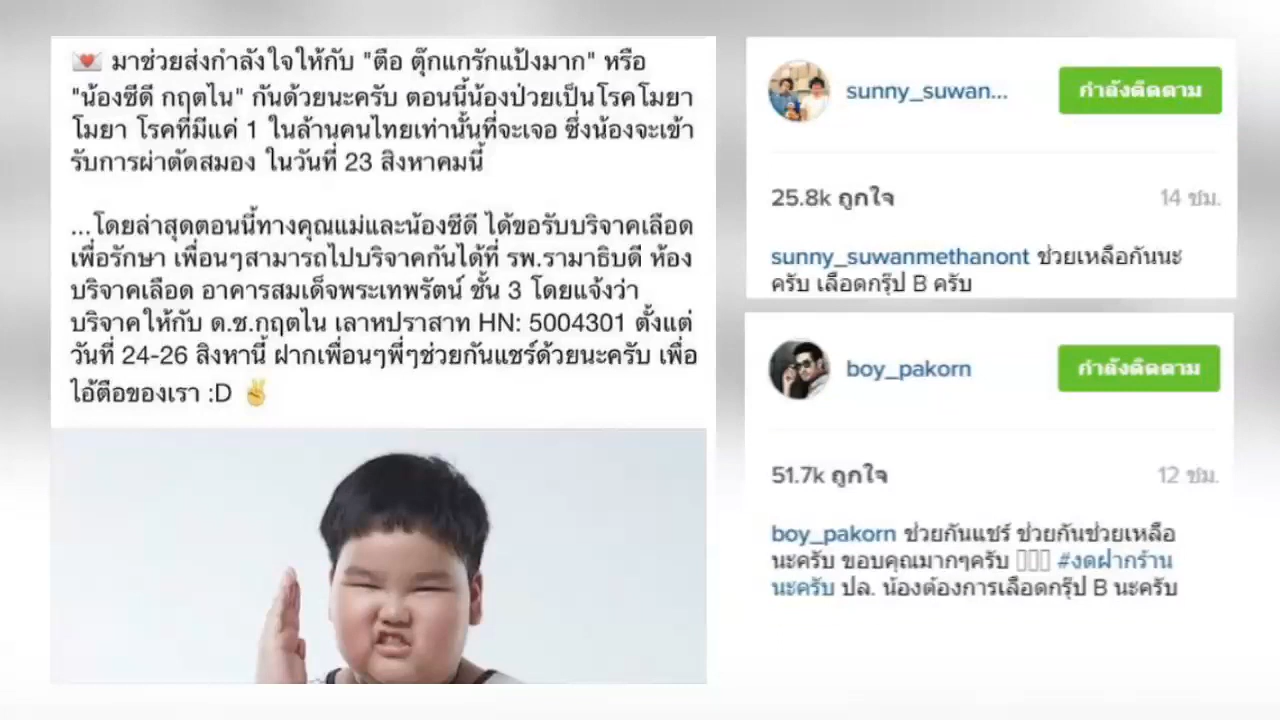 💌 มาช่วยส่งกำลังใจให้กับ "ตือ ตุ๊กแกรักแป้งมาก" หรือ
"น้องซีดี กฤตไน" กันด้วยนะครับ ตอนนี้น้องป่วยเป็นโรคโมยา
โมยา โรคที่มีแค่ 1 ในล้านคนไทยเท่านั้นที่จะเจอ ซึ่งน้องจะเข้า
รับการผ่าตัดสมอง ในวันที่ 23 สิงหาคมนี้
...โดยล่าสุดตอนนี้ทางคุณแม่และน้องซีดี ได้ขอรับบริจาคเลือด
เพื่อรักษา เพื่อนๆสามารถไปบริจาคกันได้ที่ รพ.รามาธิบดี ห้อง
บริจาคเลือด อาคารสมเด็จพระเทพรัตน์ ชั้น 3 โดยแจ้งว่า
บริจาคให้กับ ด.ช.กฤตไน เลาหปราสาท HN: 5004301 ตั้งแต่
วันที่ 24-26 สิงหานี้ ฝากเพื่อนๆพี่ๆช่วยกันแชร์ด้วยนะครับ เพื่อ
ไอ้ตือของเรา :D ✌
sunny_suwan...
กำลังติดตาม
25.8k ถูกใจ
14 ชม.
sunny_suwanmethanont ช่วยเหลือกันนะ
ครับ เลือดกรุ๊ป B ครับ
boy_pakorn
กำลังติดตาม
51.7k ถูกใจ
12 ชม.
boy_pakorn ช่วยกันแชร์ ช่วยกันช่วยเหลือ
นะครับ ขอบคุณมากๆครับ #งดฝากร้าน
นะครับ ปล. น้องต้องการเลือดกรุ๊ป B นะครับ